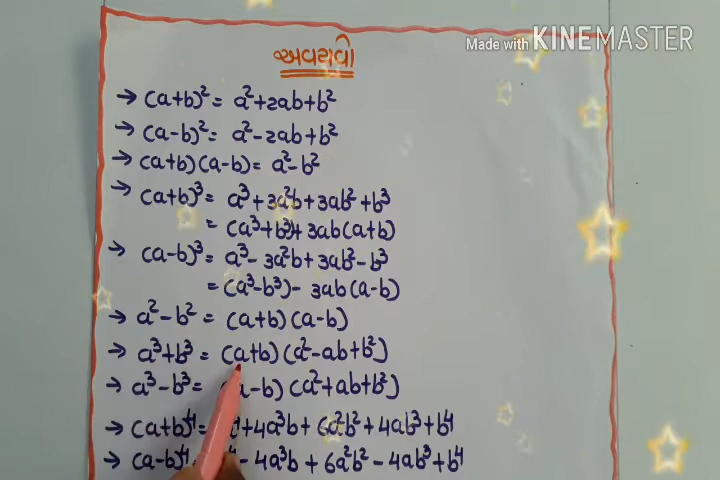 Made with KINEMASTER
અવયવો
→ (a+b)² = a²+2ab+b²
→ (a-b)² = a²-2ab+b²
→ (a+b)(a-b) = a²-b²
→ (a+b)³ = a³+3a²b+3ab²+b³
= (a³+b³)+3ab(a+b)
→ (a-b)³ = a³-3a²b+3ab²-b³
= (a³-b³)-3ab(a-b)
→ a²-b² = (a+b)(a-b)
→ a³+b³ = (a+b)(a²-ab+b²)
→ a³-b³ = (a-b)(a²+ab+b²)
→ (a+b)⁴ = ⁴+4a³b+6a²b²+4ab³+b⁴
→ (a-b)⁴ ⁴-4a³b+6a²b²-4ab³+b⁴